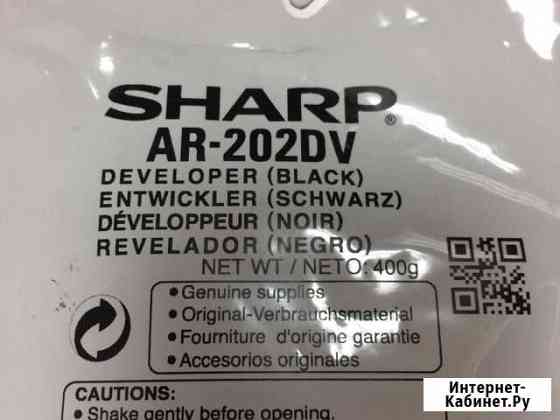 SHARP®
AR-202DV
DEVELOPER (BLACK)
ENTWICKLER (SCHWARZ)
DÉVELOPPEUR (NOIR)
REVELADOR (NEGRO)
NET WT / NETO: 400g
• Genuine supplies
• Original-Verbrauchsmaterial
• Fourniture d'origine garantie
• Accesorios originales
CAUTIONS:
• Shake gently before opening.
Интернет-
Кабинет.Ру